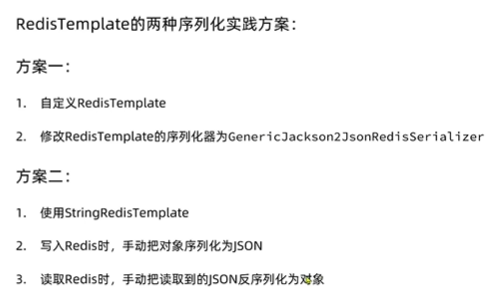 RedisTemplate的两种序列化实践方案：
方案一：
1. 自定义RedisTemplate
2. 修改RedisTemplate的序列化器为GenericJackson2JsonRedisSerializer
方案二：
1. 使用StringRedisTemplate
2. 写入Redis时，手动把对象序列化为JSON
3. 读取Redis时，手动把读取到的JSON反序列化为对象